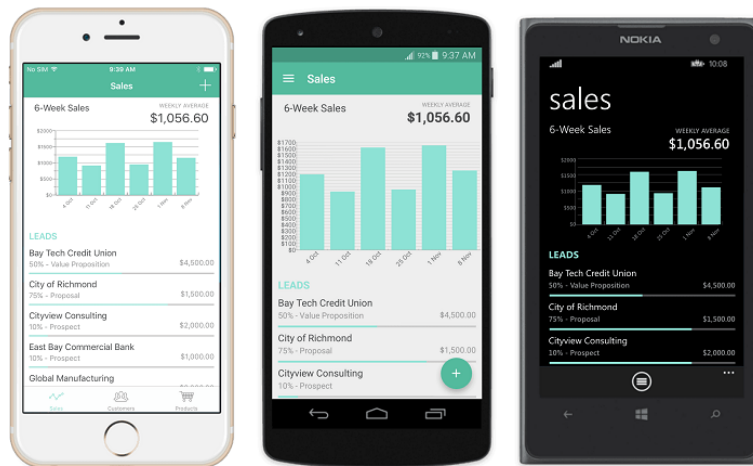 No SIM 9:39 AM
Sales
6-Week Sales
WEEKLY AVERAGE
$1,056.60
$2000
$1500
$1000
$500
$0
4 Oct 11 Oct 18 Oct 25 Oct 1 Nov 8 Nov
LEADS
Bay Tech Credit Union
50% - Value Proposition $4,500.00
City of Richmond
75% - Proposal $1,500.00
Cityview Consulting
10% - Prospect $2,000.00
East Bay Commercial Bank
10% - Prospect $1,000.00
Global Manufacturing
Sales Customers Products
92% 9:37 AM
Sales
6-Week Sales
WEEKLY AVERAGE
$1,056.60
$1700
$1600
$1500
$1400
$1300
$1200
$1100
$1000
$900
$800
$700
$600
$500
$400
$300
$200
$100
$0
4 Oct 11 Oct 18 Oct 25 Oct 1 Nov 8 Nov
LEADS
Bay Tech Credit Union
50% - Value Proposition $4,500.00
City of Richmond
75% - Proposal $1,500.00
Cityview Consulting
10% - Prospect
+
NOKIA
10:08
sales
6-Week Sales
WEEKLY AVERAGE
$1,056.60
$2000
$1500
$1000
$500
$0
4 Oct 11 Oct 18 Oct 25 Oct 1 Nov 8 Nov
LEADS
Bay Tech Credit Union
50% - Value Proposition $4,500.00
City of Richmond
75% - Proposal $1,500.00
Cityview Consulting
10% - Prospect $2,000.00